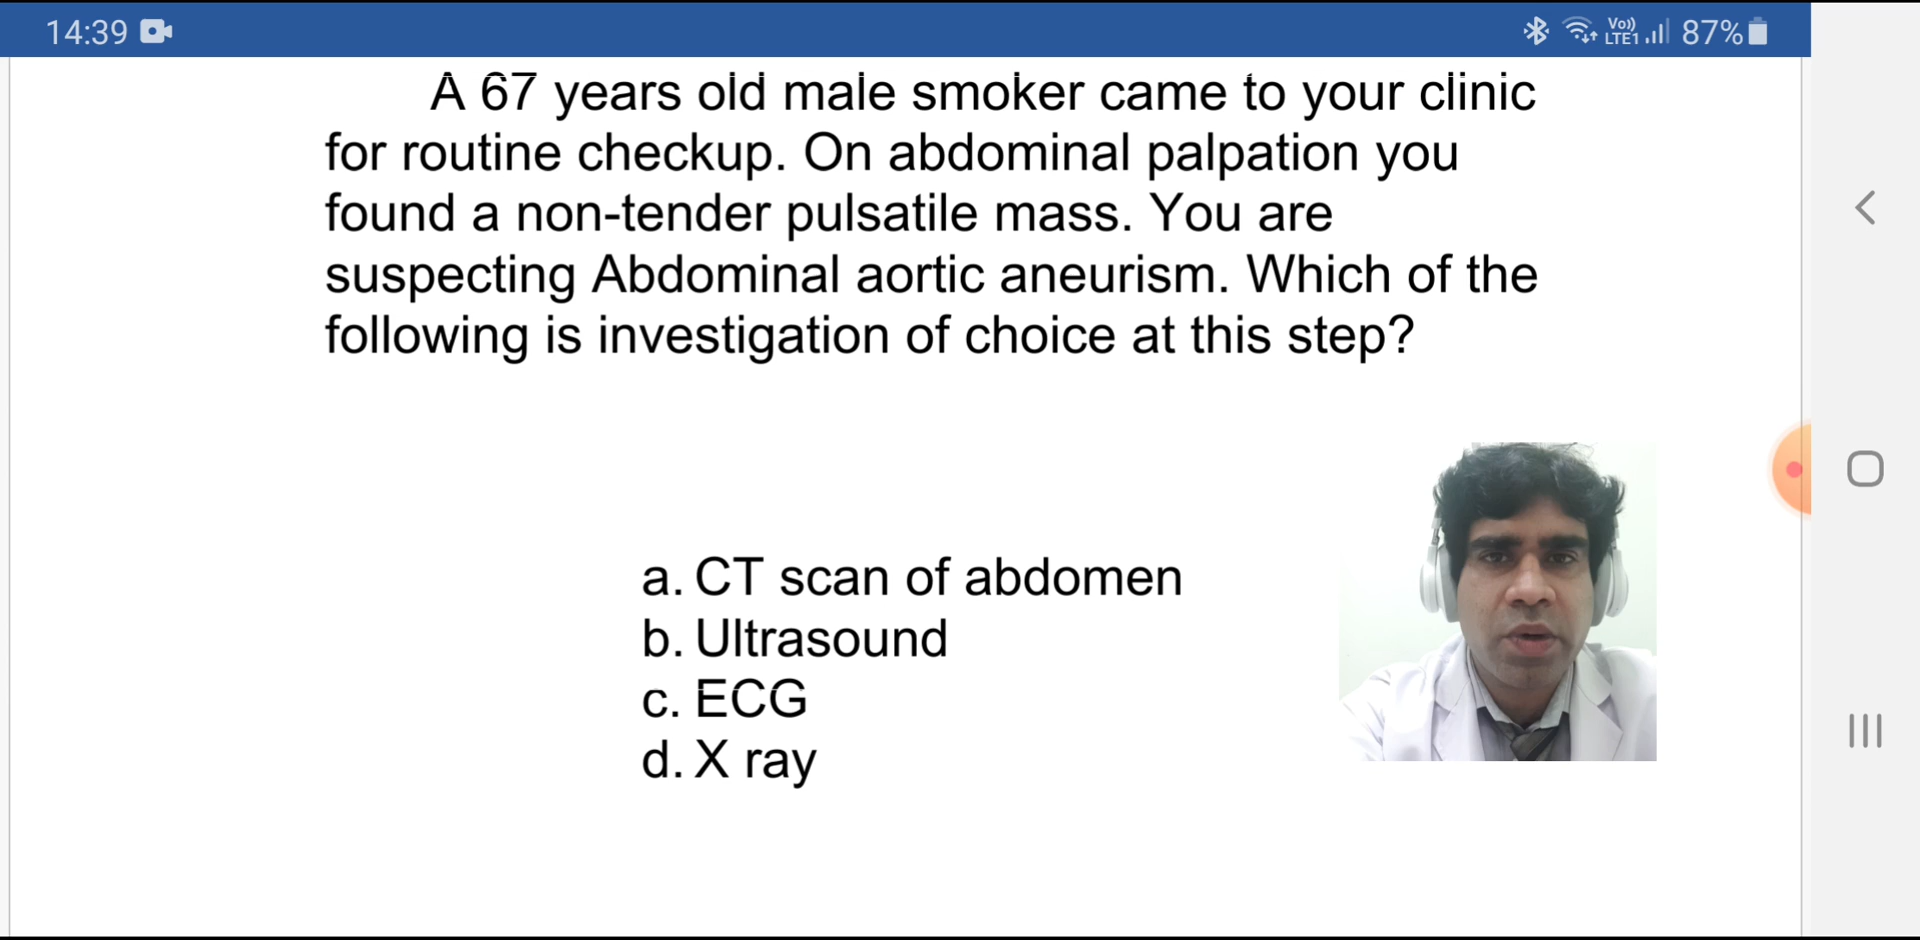 14:39
Vo)) LTE1 87%
A 67 years old male smoker came to your clinic
for routine checkup. On abdominal palpation you
found a non-tender pulsatile mass. You are
suspecting Abdominal aortic aneurism. Which of the
following is investigation of choice at this step?
a. CT scan of abdomen
b. Ultrasound
c. ECG
d. X ray